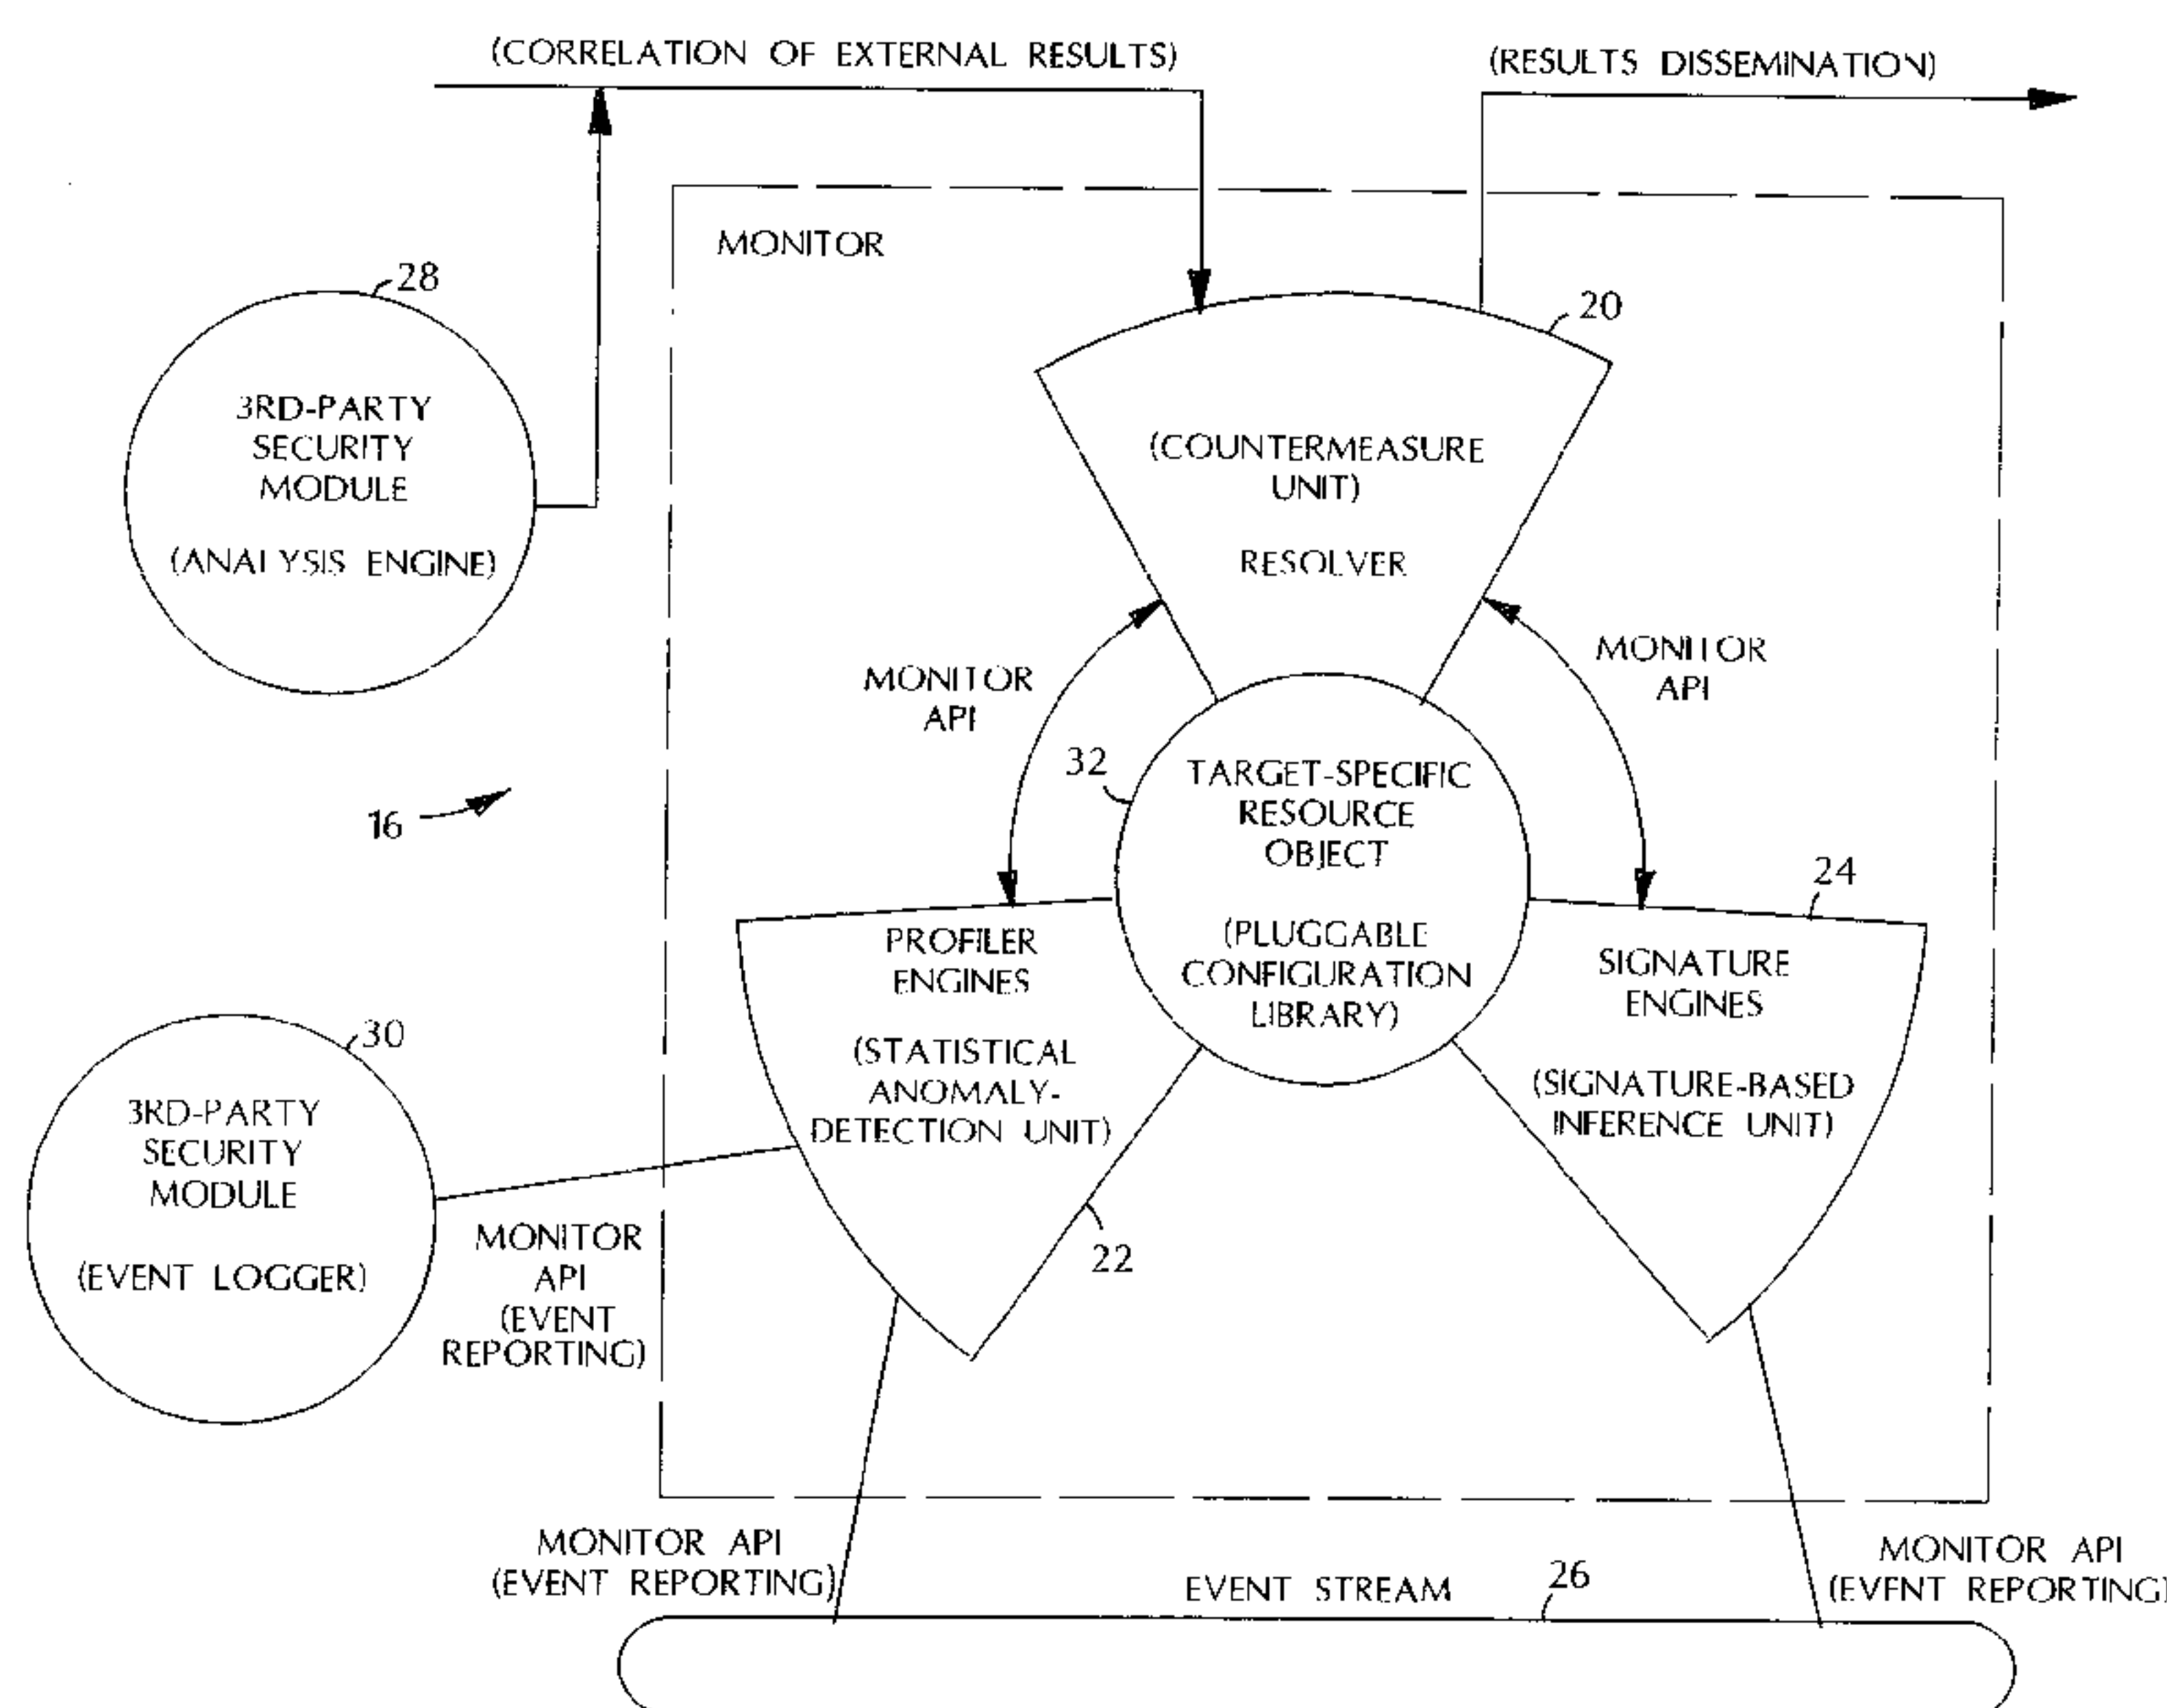 (CORRELATION OF EXTERNAL RESULTS)
(RESULTS DISSEMINATION)
MONITOR
28
20
3RD-PARTY
SECURITY
MODULE
(ANALYSIS ENGINE)
(COUNTERMEASURE
UNIT)
RESOLVER
MONITOR
API
MONITOR
API
16
32
TARGET-SPECIFIC
RESOURCE
OBJECT
(PLUGGABLE
CONFIGURATION
LIBRARY)
24
PROFILER
ENGINES
(STATISTICAL
ANOMALY-
DETECTION UNIT)
22
SIGNATURE
ENGINES
(SIGNATURE-BASED
INFERENCE UNIT)
30
3RD-PARTY
SECURITY
MODULE
(EVENT LOGGER)
MONITOR
API
(EVENT
REPORTING)
MONITOR API
(EVENT REPORTING)
EVENT STREAM
26
MONITOR API
(EVENT REPORTING)